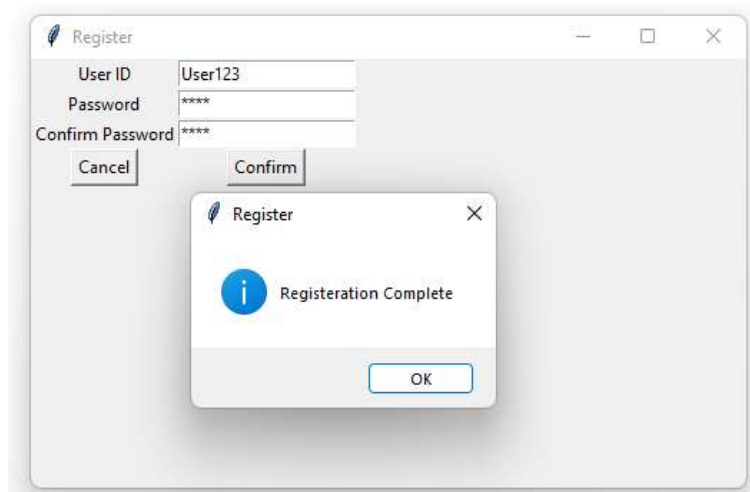 Register
User ID User123
Password ****
Confirm Password ****
Cancel Confirm
Register
Registeration Complete
OK